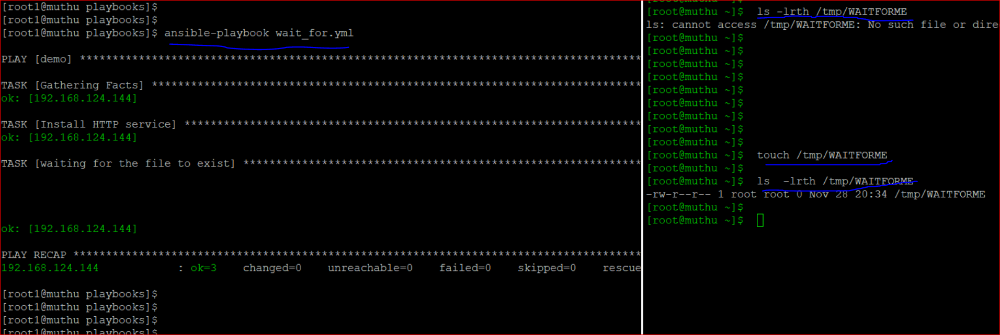 [root1@muthu playbooks]$
[root1@muthu playbooks]$
[root1@muthu playbooks]$ ansible-playbook wait_for.yml
PLAY [demo] ******************************************************************************************
TASK [Gathering Facts] ***************************************************************************
ok: [192.168.124.144]
TASK [Install HTTP service] **********************************************************************
ok: [192.168.124.144]
TASK [waiting for the file to exist] *************************************************************
ok: [192.168.124.144]
PLAY RECAP ***************************************************************************************
192.168.124.144 : ok=3 changed=0 unreachable=0 failed=0 skipped=0 rescue
[root1@muthu playbooks]$
[root1@muthu playbooks]$
[root1@muthu playbooks]$
[root1@muthu playbooks]$
[root@muthu ~]$ ls -lrth /tmp/WAITFORME
ls: cannot access /tmp/WAITFORME: No such file or dire
[root@muthu ~]$
[root@muthu ~]$
[root@muthu ~]$
[root@muthu ~]$
[root@muthu ~]$
[root@muthu ~]$
[root@muthu ~]$
[root@muthu ~]$
[root@muthu ~]$
[root@muthu ~]$ touch /tmp/WAITFORME
[root@muthu ~]$
[root@muthu ~]$ ls -lrth /tmp/WAITFORME
-rw-r--r-- 1 root root 0 Nov 28 20:34 /tmp/WAITFORME
[root@muthu ~]$
[root@muthu ~]$